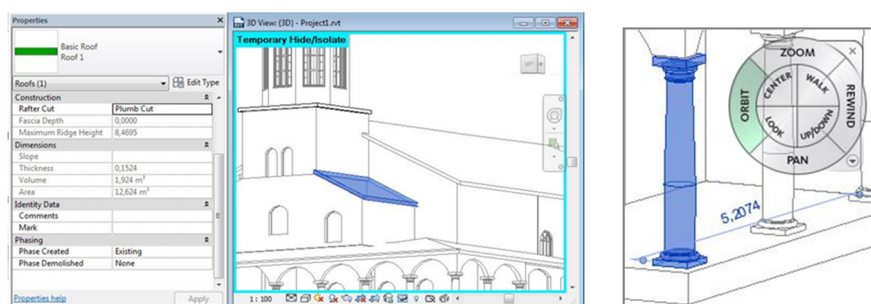 Properties
Basic Roof
Roof 1
Roofs (1)
Edit Type
Construction
Rafter Cut Plumb Cut
Fascia Depth 0,0000
Maximum Ridge Height 8,4695
Dimensions
Slope
Thickness 0,1524
Volume 1,924 m³
Area 12,624 m²
Identity Data
Comments
Mark
Phasing
Phase Created Existing
Phase Demolished None
Properties help
Apply
3D View: {3D} - Project1.rvt
Temporary Hide/Isolate
LEFT
1 : 100
ZOOM
CENTER
WALK
ORBIT
REWIND
LOOK
UP/DOWN
PAN
5,2074